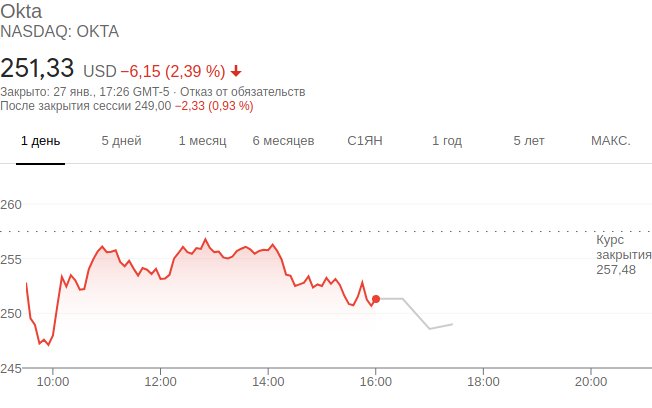 Okta
NASDAQ: OKTA
251,33 USD −6,15 (2,39 %)
Закрыто: 27 янв., 17:26 GMT-5 · Отказ от обязательств
После закрытия сессии 249,00 −2,33 (0,93 %)
1 день 5 дней 1 месяц 6 месяцев С1ЯН 1 год 5 лет МАКС.
260
Курс
закрытия
257,48
255
250
245
10:00 12:00 14:00 16:00 18:00 20:00